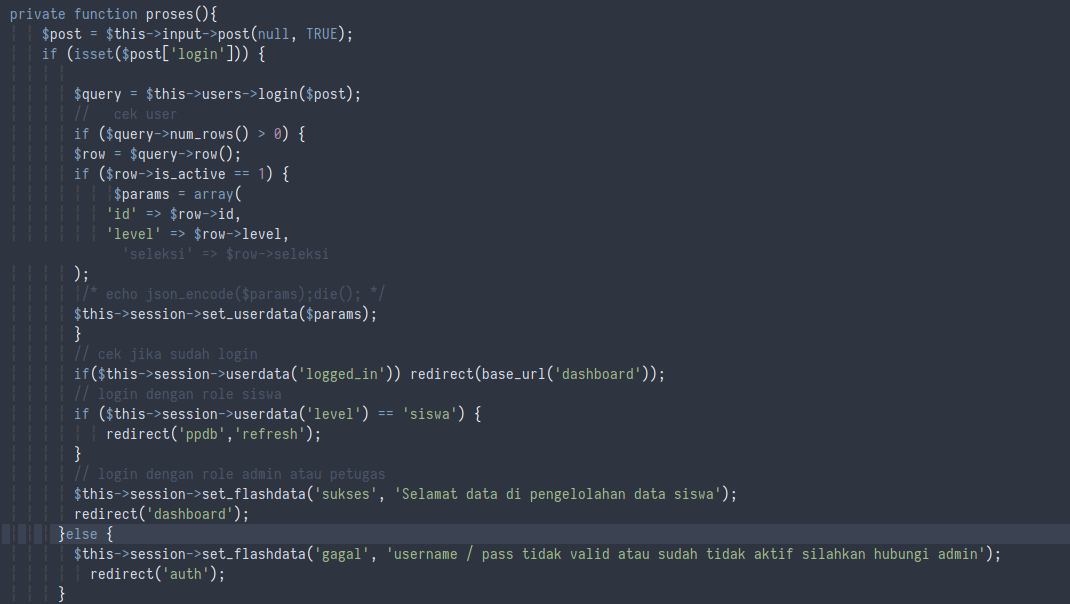 private function proses(){
$post = $this->input->post(null, TRUE);
if (isset($post['login'])) {
$query = $this->users->login($post);
// cek user
if ($query->num_rows() > 0) {
$row = $query->row();
if ($row->is_active == 1) {
$params = array(
'id' => $row->id,
'level' => $row->level,
'seleksi' => $row->seleksi
);
/* echo json_encode($params);die(); */
$this->session->set_userdata($params);
}
// cek jika sudah login
if($this->session->userdata('logged_in')) redirect(base_url('dashboard'));
// login dengan role siswa
if ($this->session->userdata('level') == 'siswa') {
redirect('ppdb','refresh');
}
// login dengan role admin atau petugas
$this->session->set_flashdata('sukses', 'Selamat data di pengelolahan data siswa');
redirect('dashboard');
}else {
$this->session->set_flashdata('gagal', 'username / pass tidak valid atau sudah tidak aktif silahkan hubungi admin');
redirect('auth');
}